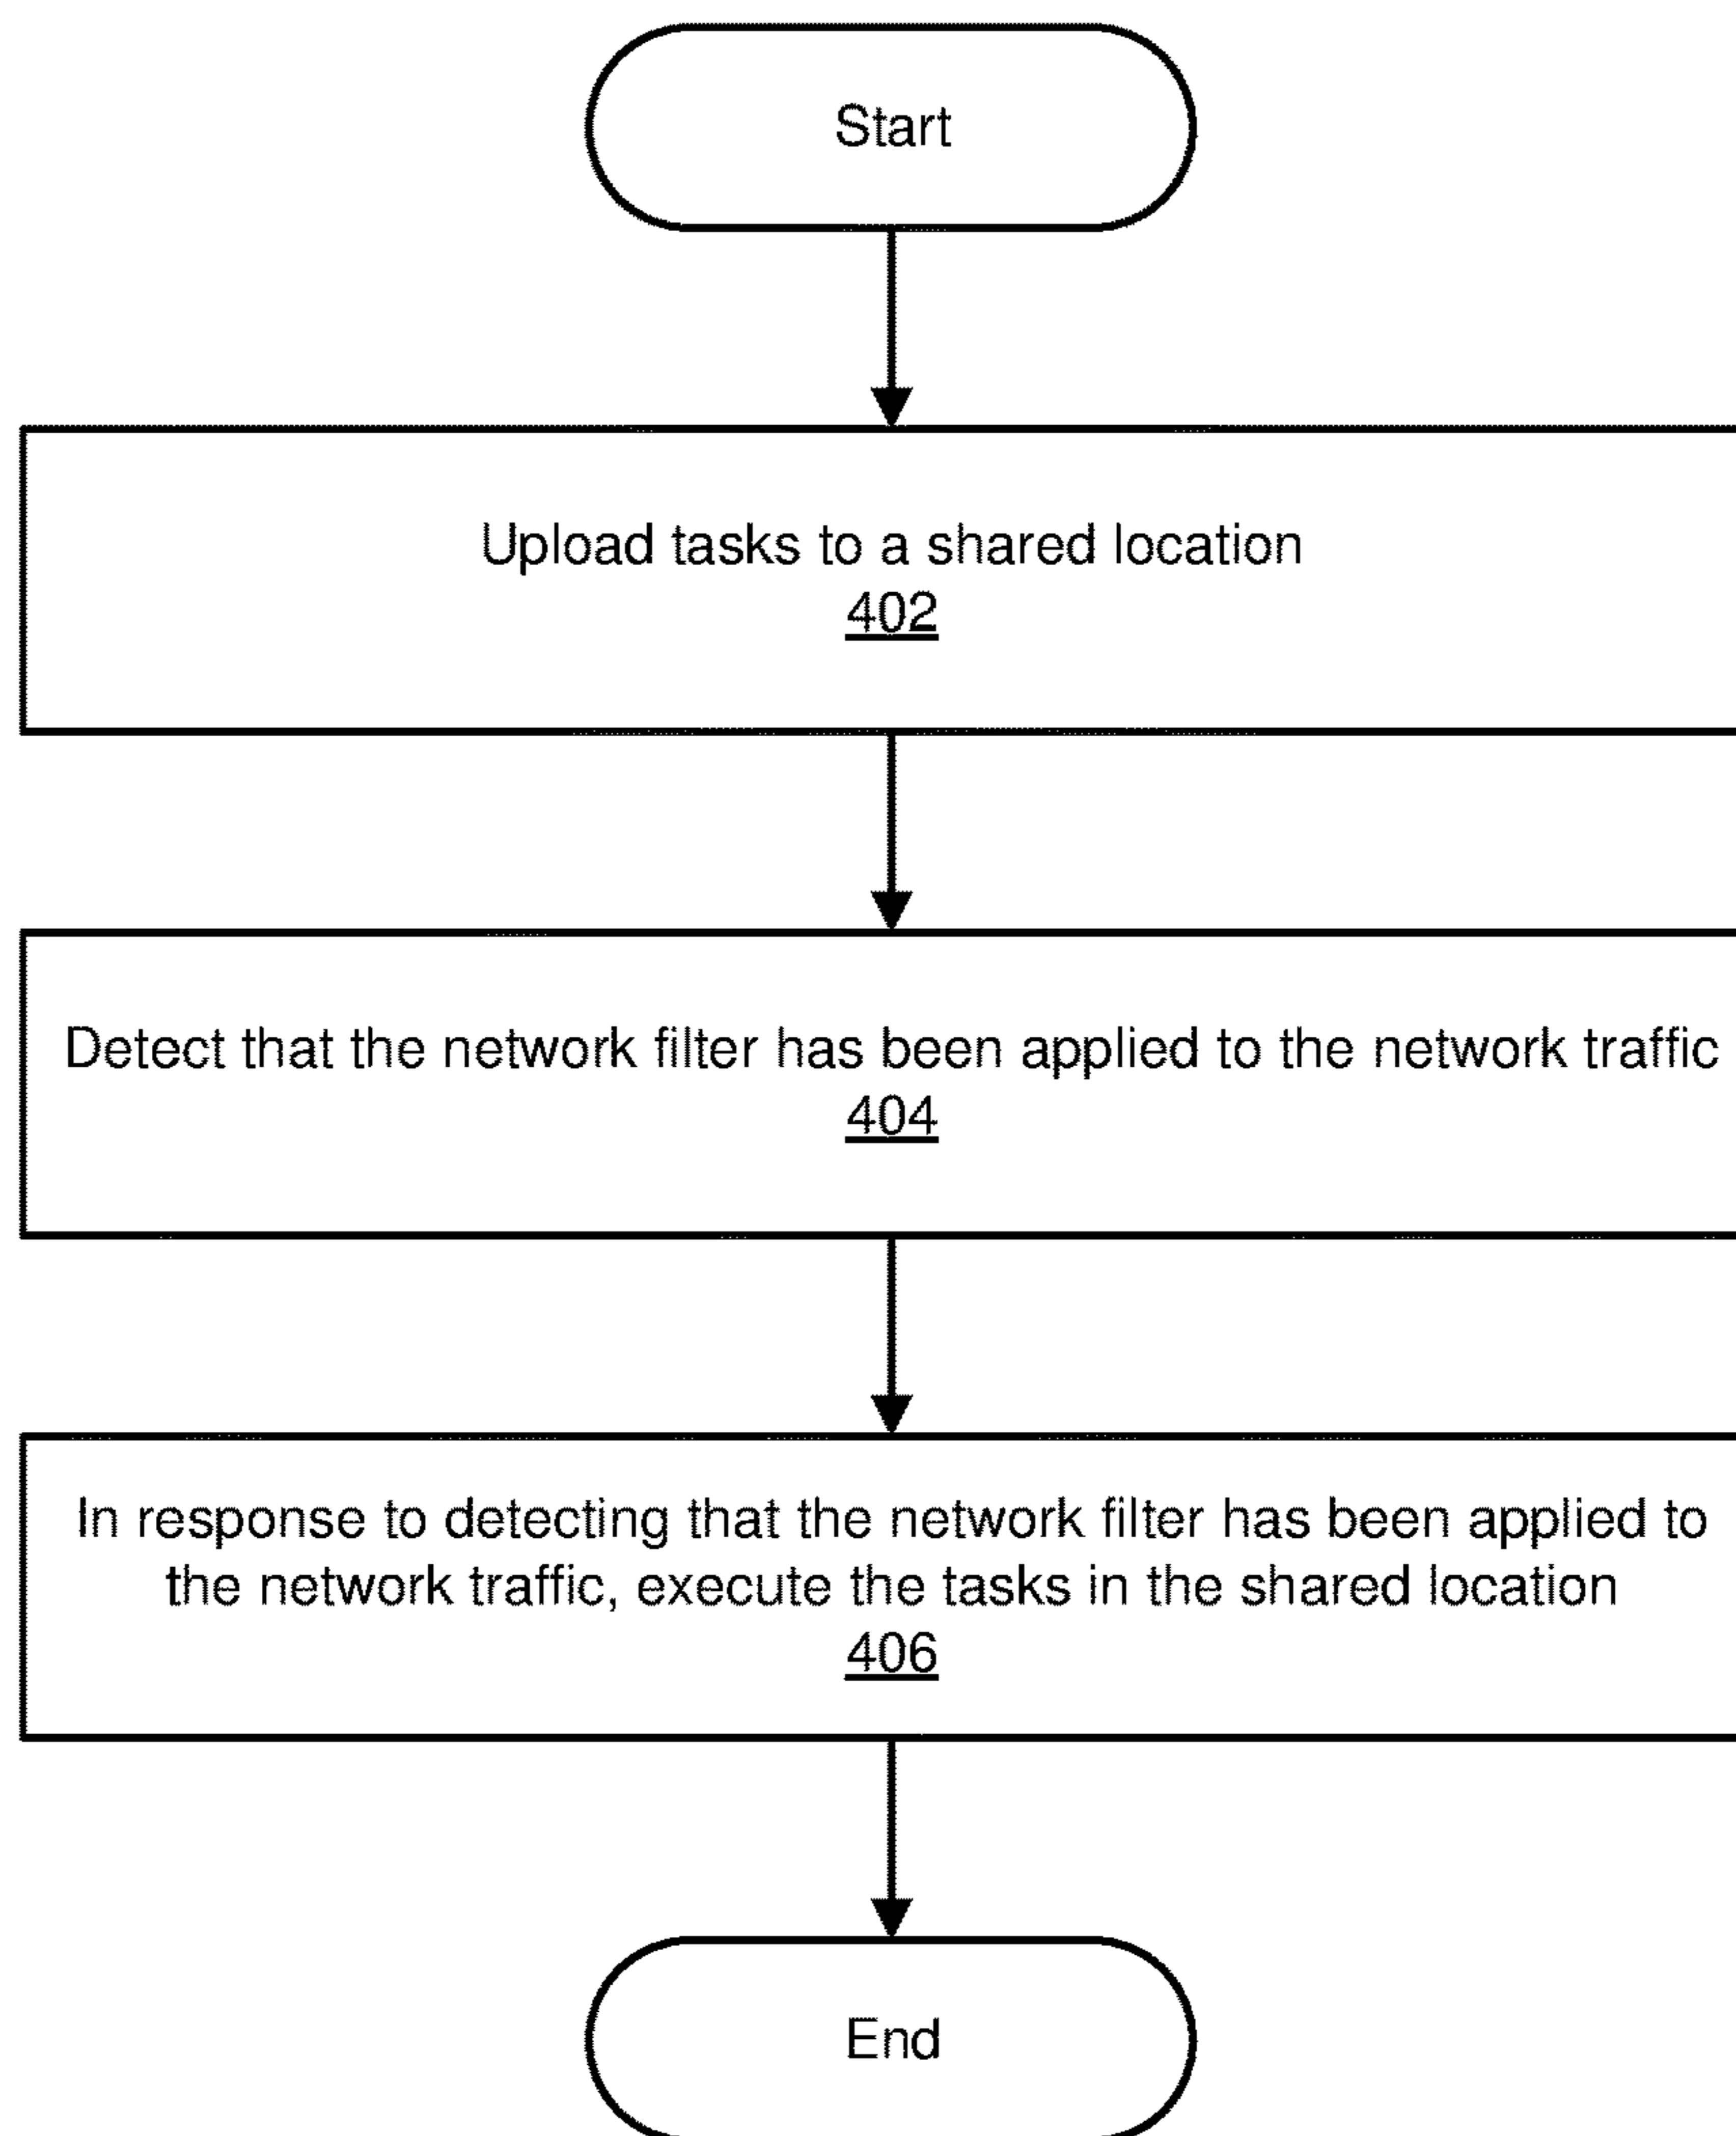 Start
Upload tasks to a shared location
402
Detect that the network filter has been applied to the network traffic
404
In response to detecting that the network filter has been applied to
the network traffic, execute the tasks in the shared location
406
End